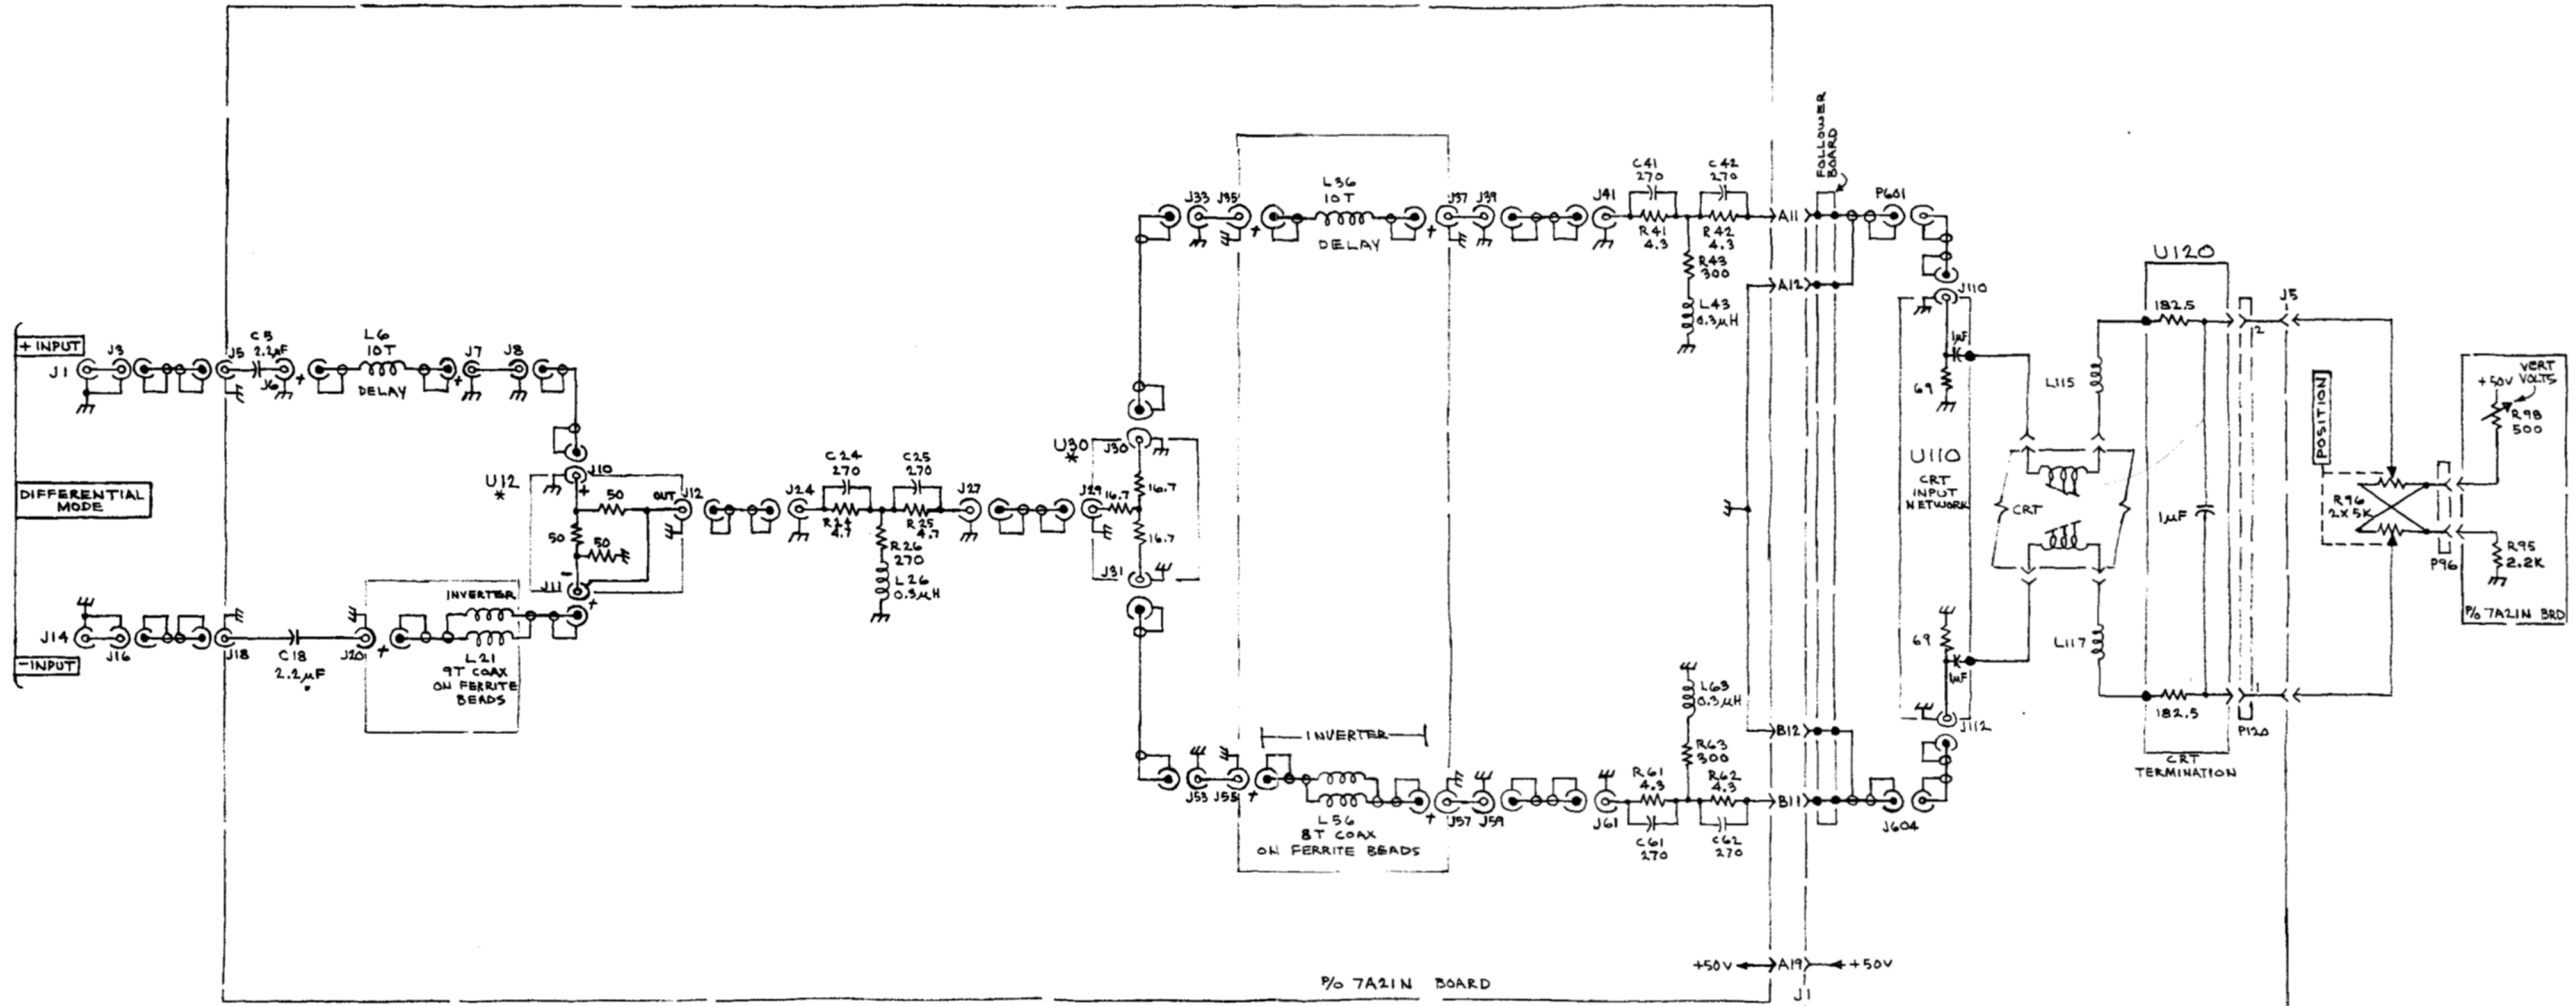 + INPUT
J1
J3
J5
C5
2.2µF
J6
+
L6
10T
DELAY
+
J7
J8
DIFFERENTIAL
MODE
J14
J16
- INPUT
J18
C18
2.2µF
J20
+
INVERTER
L21
9T COAX
ON FERRITE
BEADS
+
U12
*
J10
+
50
50
50
OUT
J12
-
J11
J24
C24
270
R24
4.7
C25
270
R25
4.7
R26
270
L26
0.3µH
J27
J29
U30
*
J30
16.7
16.7
16.7
J31
J33
J35
+
L36
10T
DELAY
+
J37
J39
J41
C41
270
R41
4.3
C42
270
R42
4.3
R43
300
L43
0.3µH
J53
J55
+
INVERTER
L56
8T COAX
ON FERRITE BEADS
+
J57
J59
J61
L63
0.3µH
R63
300
R61
4.3
C61
270
R62
4.3
C62
270
A11
A12
B12
B11
FOLLOWER
BOARD
P601
J604
+50V
A19
+50V
J1
P/O 7A21N BOARD
J110
1µF
69
U110
CRT
INPUT
NETWORK
69
1µF
J112
CRT
L115
L117
U120
182.5
1µF
182.5
CRT
TERMINATION
2
1
P120
J5
POSITION
R96
2X5K
P96
+50V
VERT
VOLTS
R98
500
R95
2.2K
P/O 7A21N BRD